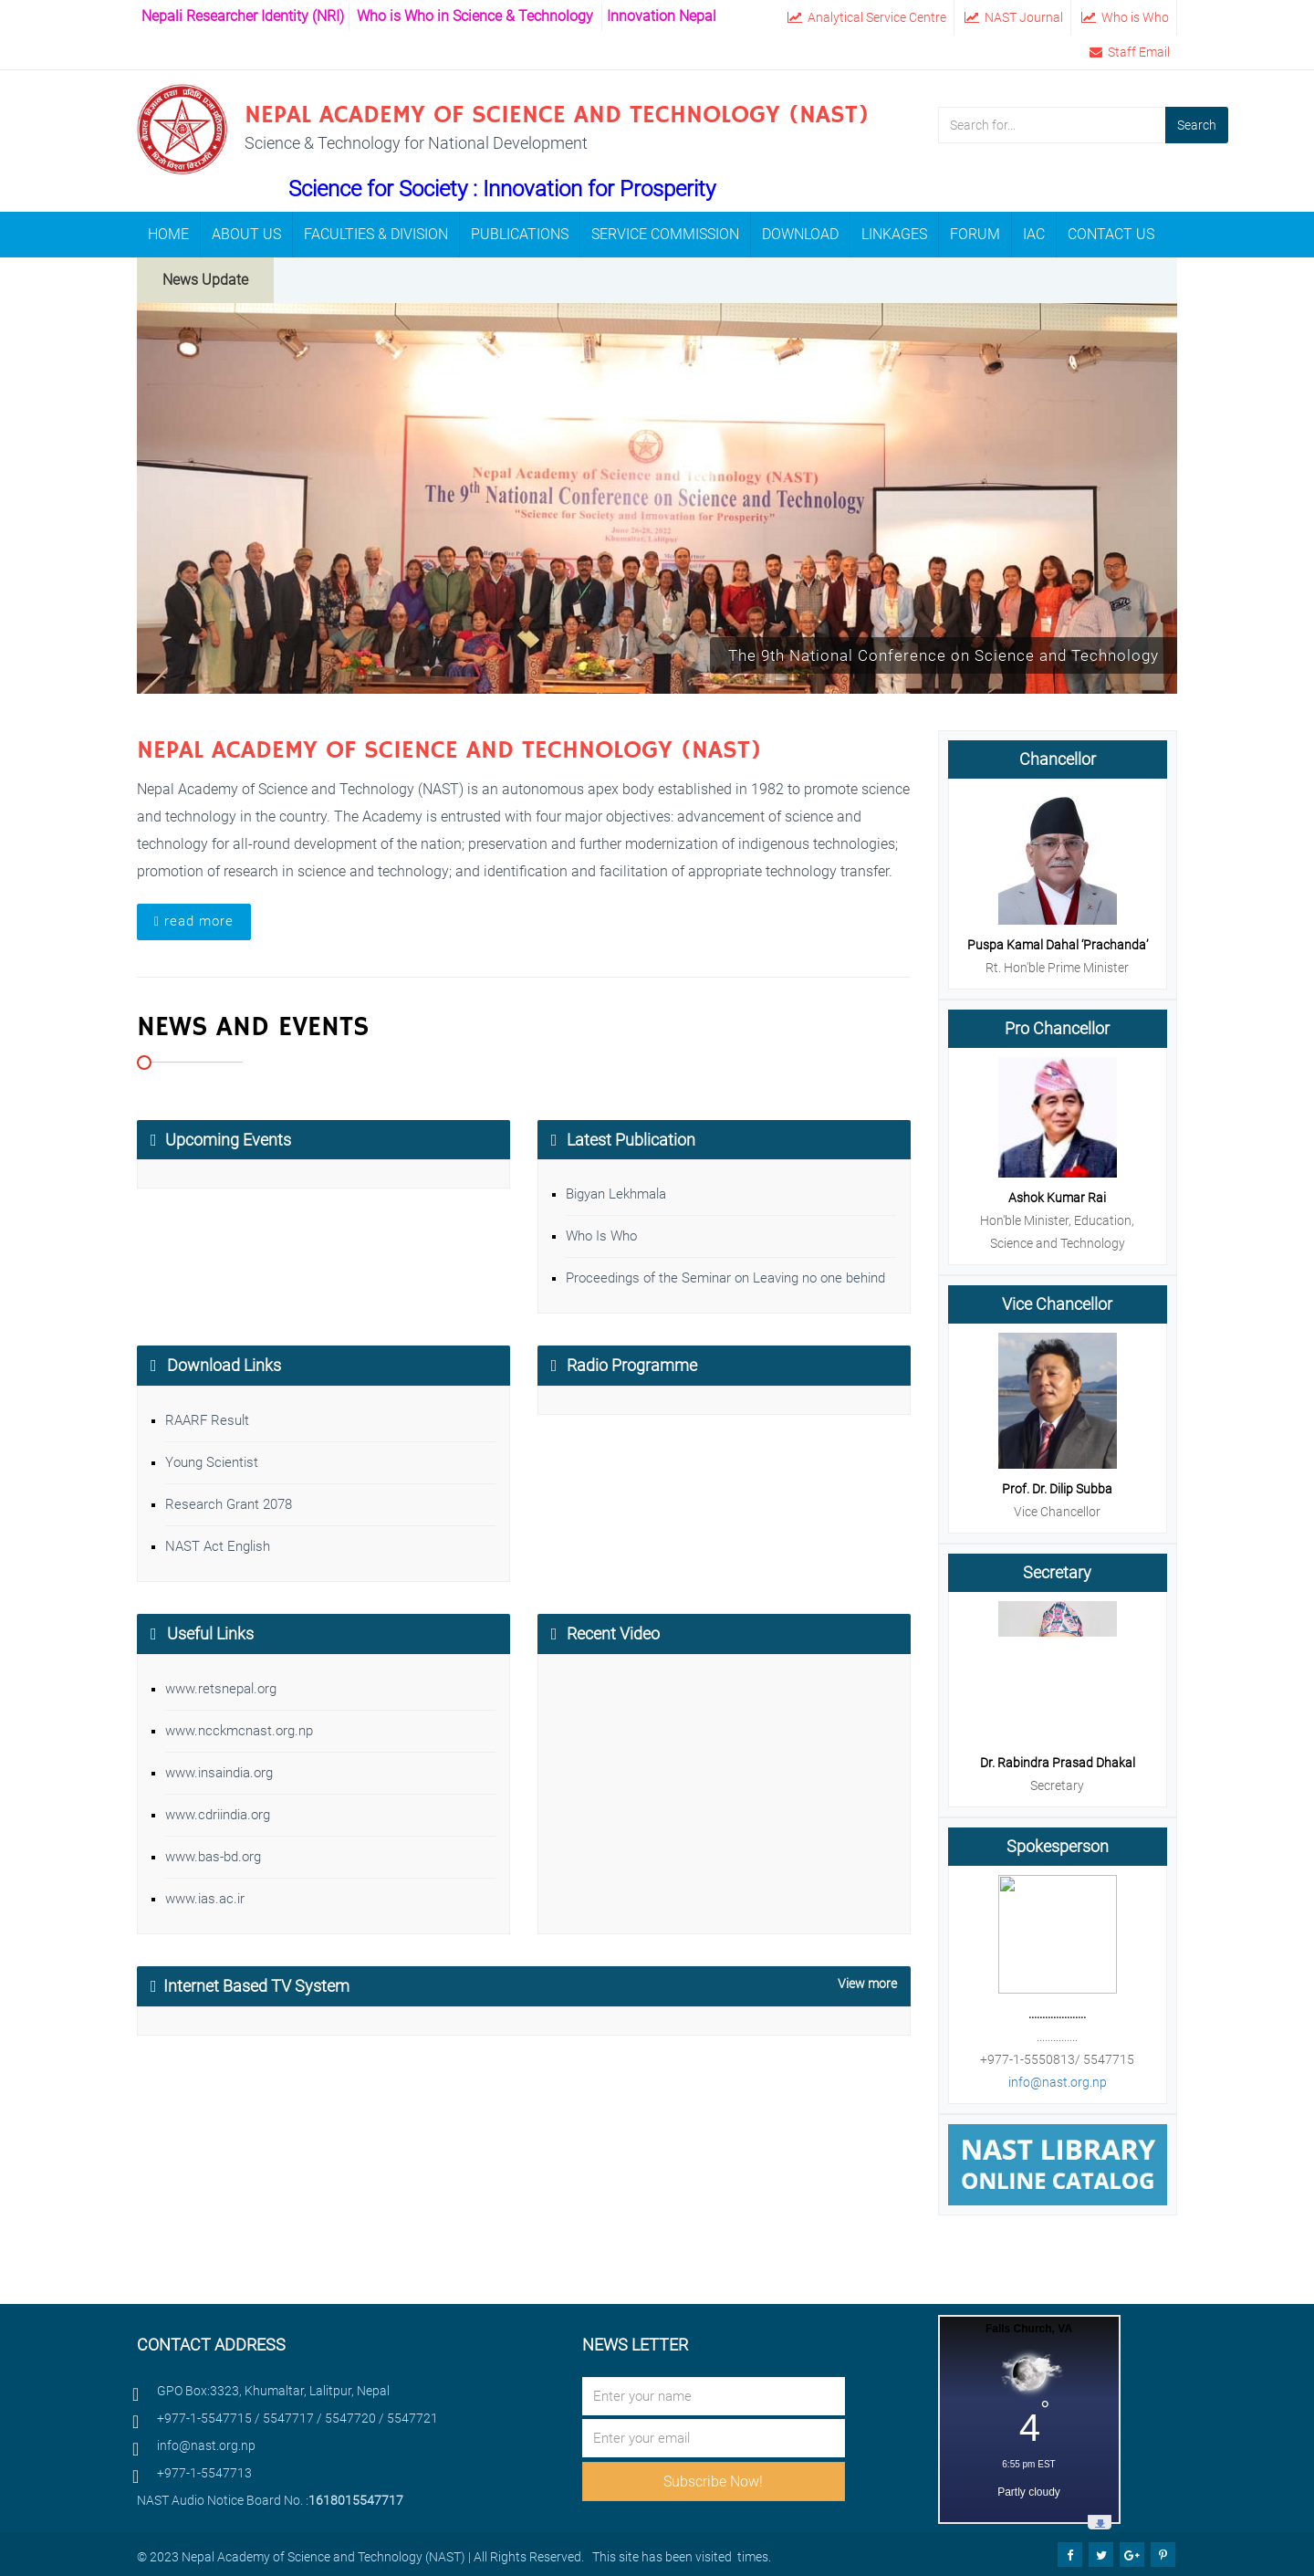 Nepali Researcher Identity (NRI) Who is Who in Science & Technology Innovation Nepal
Analytical Service Centre NAST Journal Who is Who
Staff Email
NEPAL ACADEMY OF SCIENCE AND TECHNOLOGY (NAST)
Science & Technology for National Development
Search for... Search
Science for Society : Innovation for Prosperity
HOME ABOUT US FACULTIES & DIVISION PUBLICATIONS SERVICE COMMISSION DOWNLOAD LINKAGES FORUM IAC CONTACT US
News Update
Nepal Academy of Science and Technology (NAST)
The 9th National Conference on Science and Technology
"Science for Society and Innovation for Prosperity"
June 26-28, 2022
Khumaltar, Lalitpur
The 9th National Conference on Science and Technology
NEPAL ACADEMY OF SCIENCE AND TECHNOLOGY (NAST)
Nepal Academy of Science and Technology (NAST) is an autonomous apex body established in 1982 to promote science
and technology in the country. The Academy is entrusted with four major objectives: advancement of science and
technology for all-round development of the nation; preservation and further modernization of indigenous technologies;
promotion of research in science and technology; and identification and facilitation of appropriate technology transfer.
read more
NEWS AND EVENTS
Upcoming Events
Latest Publication
Bigyan Lekhmala
Who Is Who
Proceedings of the Seminar on Leaving no one behind
Download Links
RAARF Result
Young Scientist
Research Grant 2078
NAST Act English
Radio Programme
Useful Links
www.retsnepal.org
www.ncckmcnast.org.np
www.insaindia.org
www.cdriindia.org
www.bas-bd.org
www.ias.ac.ir
Recent Video
Internet Based TV System View more
Chancellor
Puspa Kamal Dahal 'Prachanda'
Rt. Hon'ble Prime Minister
Pro Chancellor
Ashok Kumar Rai
Hon'ble Minister, Education,
Science and Technology
Vice Chancellor
Prof. Dr. Dilip Subba
Vice Chancellor
Secretary
Dr. Rabindra Prasad Dhakal
Secretary
Spokesperson
.....................
...............
+977-1-5550813/ 5547715
info@nast.org.np
NAST LIBRARY
ONLINE CATALOG
CONTACT ADDRESS
GPO Box:3323, Khumaltar, Lalitpur, Nepal
+977-1-5547715 / 5547717 / 5547720 / 5547721
info@nast.org.np
+977-1-5547713
NAST Audio Notice Board No. :1618015547717
NEWS LETTER
Enter your name
Enter your email
Subscribe Now!
Falls Church, VA
4°
6:55 pm EST
Partly cloudy
© 2023 Nepal Academy of Science and Technology (NAST) | All Rights Reserved. This site has been visited times.